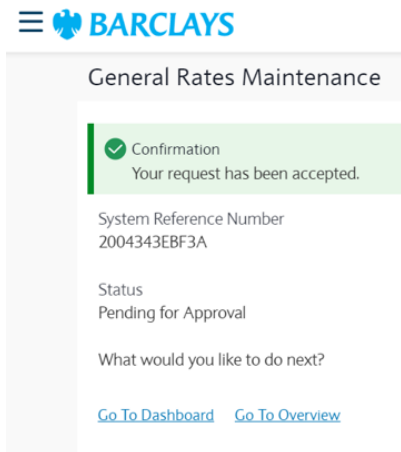 BARCLAYS
General Rates Maintenance
Confirmation
Your request has been accepted.
System Reference Number
2004343EBF3A
Status
Pending for Approval
What would you like to do next?
Go To Dashboard Go To Overview